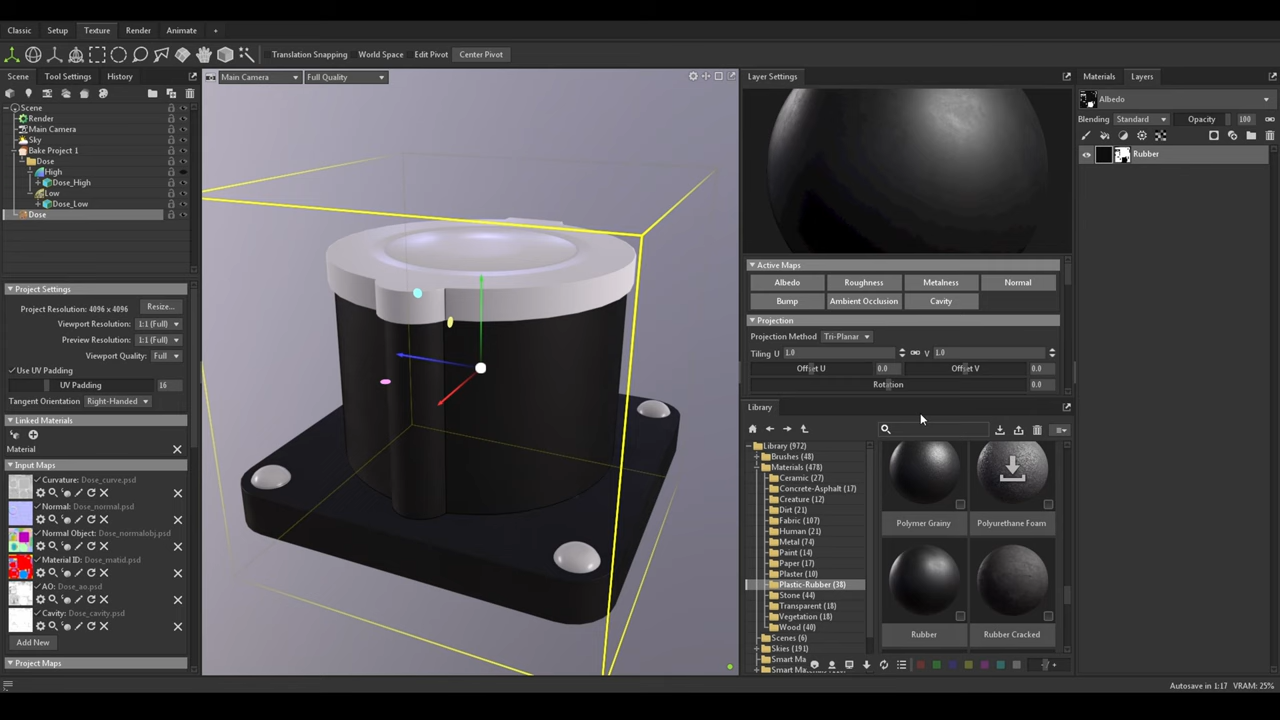 Classic Setup Texture Render Animate +
Translation Snapping World Space Edit Pivot Center Pivot
Scene Tool Settings History
Main Camera Full Quality
Layer Settings
Materials Layers
Scene
Render
Main Camera
Sky
Bake Project 1
Dose
High
Dose_High
Low
Dose_Low
Dose
Albedo
Blending Standard Opacity 100
Rubber
Project Settings
Project Resolution: 4096 x 4096 Resize...
Viewport Resolution: 1:1 (Full)
Preview Resolution: 1:1 (Full)
Viewport Quality: Full
Use UV Padding
UV Padding 16
Tangent Orientation Right-Handed
Linked Materials
Material
Input Maps
Curvature: Dose_curve.psd
Normal: Dose_normal.psd
Normal Object: Dose_normalobj.psd
Material ID: Dose_matid.psd
AO: Dose_ao.psd
Cavity: Dose_cavity.psd
Add New
Project Maps
Active Maps
Albedo Roughness Metalness Normal
Bump Ambient Occlusion Cavity
Projection
Projection Method Tri-Planar
Tiling U 1.0 V 1.0
Offset U 0.0 Offset V 0.0
Rotation 0.0
Library
Library (972)
Brushes (48)
Materials (478)
Ceramic (27)
Concrete-Asphalt (17)
Creature (12)
Dirt (21)
Fabric (107)
Human (21)
Metal (74)
Paint (14)
Paper (17)
Plaster (10)
Plastic-Rubber (38)
Stone (44)
Transparent (18)
Vegetation (18)
Wood (40)
Scenes (6)
Skies (191)
Smart Ma
Polymer Grainy Polyurethane Foam
Rubber Rubber Cracked
Autosave in 1:17 VRAM: 25%